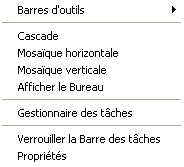 Barres d'outils
Cascade
Mosaïque horizontale
Mosaïque verticale
Afficher le Bureau
Gestionnaire des tâches
Verrouiller la Barre des tâches
Propriétés